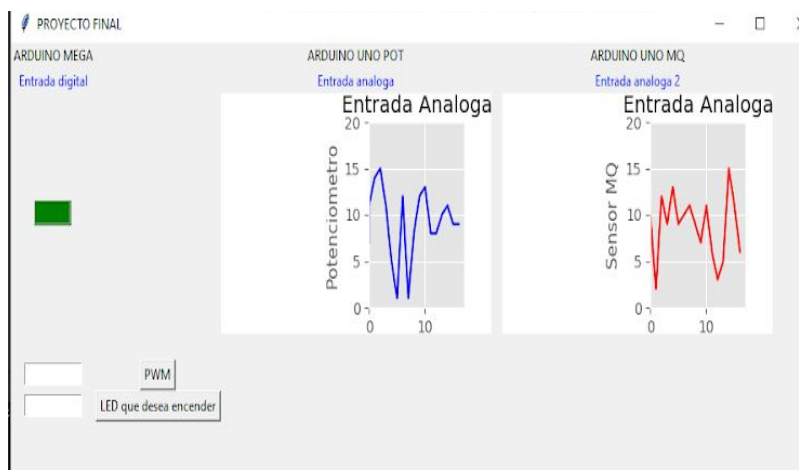 PROYECTO FINAL
ARDUINO MEGA ARDUINO UNO POT ARDUINO UNO MQ
Entrada digital Entrada analoga Entrada analoga 2
Entrada Analoga Entrada Analoga
20 20
15 15
10 10
5 5
0 0
0 10 0 10
Potenciometro Sensor MQ
PWM
LED que desea encender